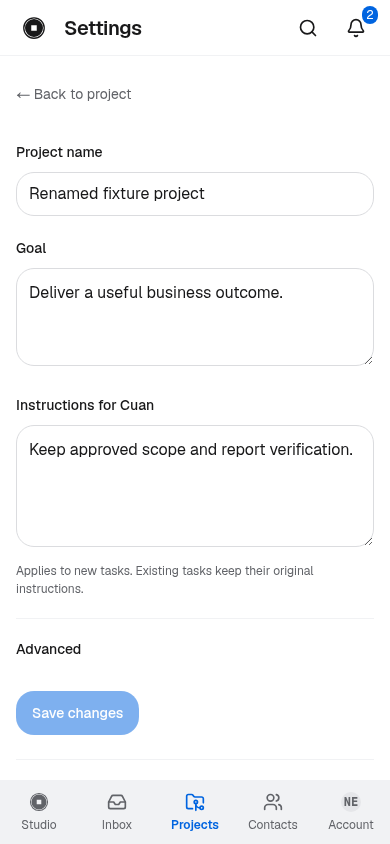 Settings
2
← Back to project
Project name
Renamed fixture project
Goal
Deliver a useful business outcome.
Instructions for Cuan
Keep approved scope and report verification.
Applies to new tasks. Existing tasks keep their original
instructions.
Advanced
Save changes
NE
Studio
Inbox
Projects
Contacts
Account